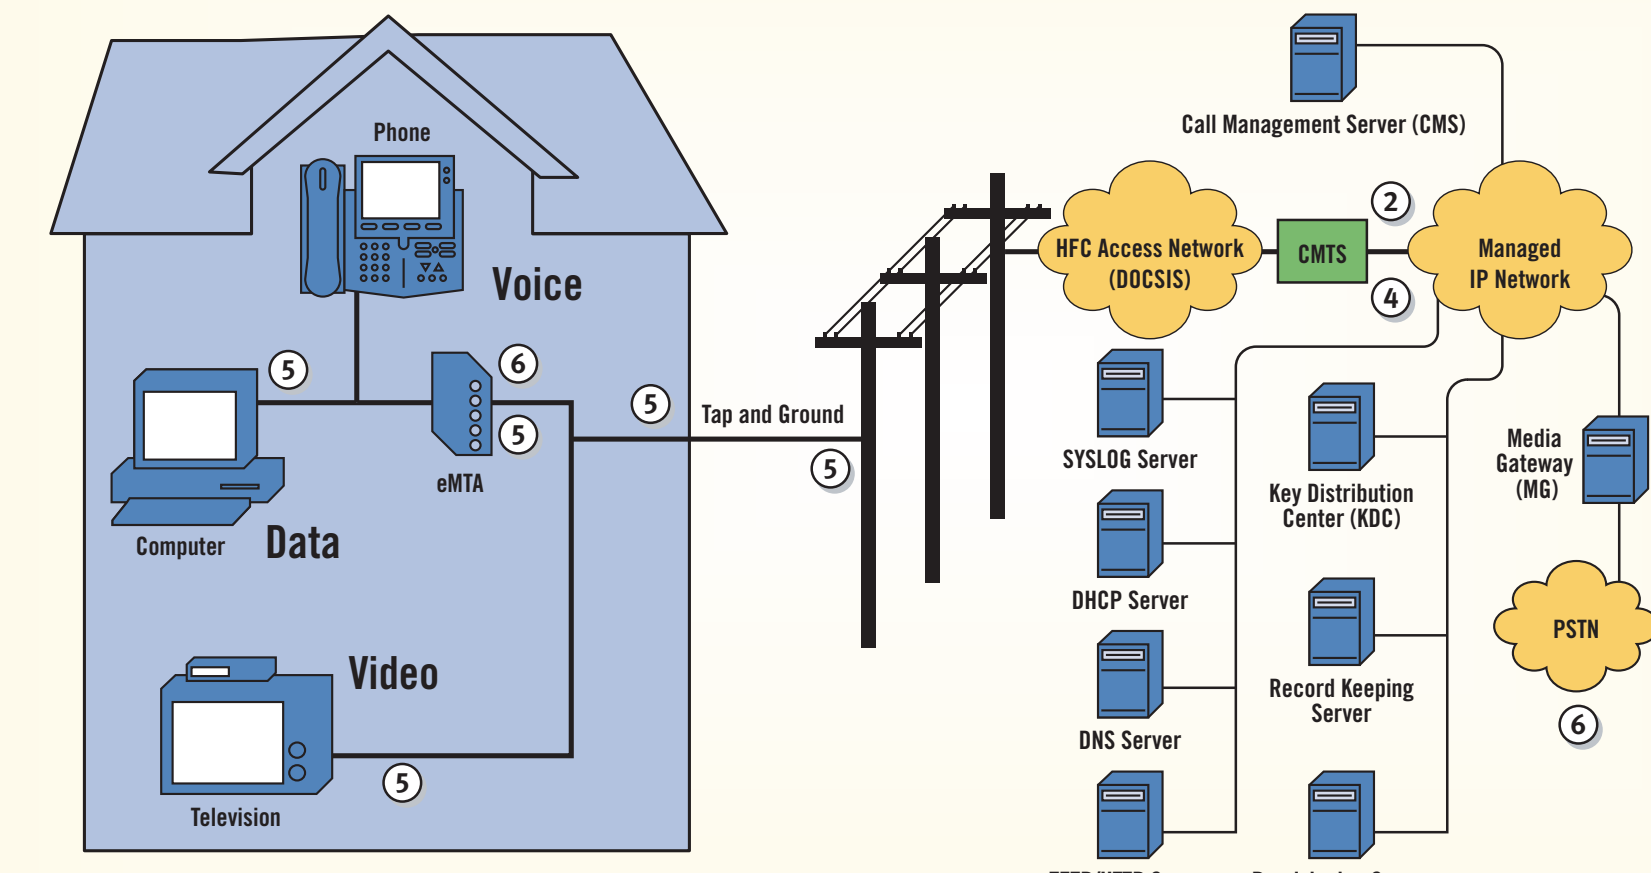 Phone
Voice
5
6
5
eMTA
Computer
Data
Video
5
Television
5
Tap and Ground
5
Call Management Server (CMS)
HFC Access Network
(DOCSIS)
CMTS
2
4
Managed
IP Network
SYSLOG Server
DHCP Server
DNS Server
Key Distribution
Center (KDC)
Record Keeping
Server
Media
Gateway
(MG)
PSTN
6